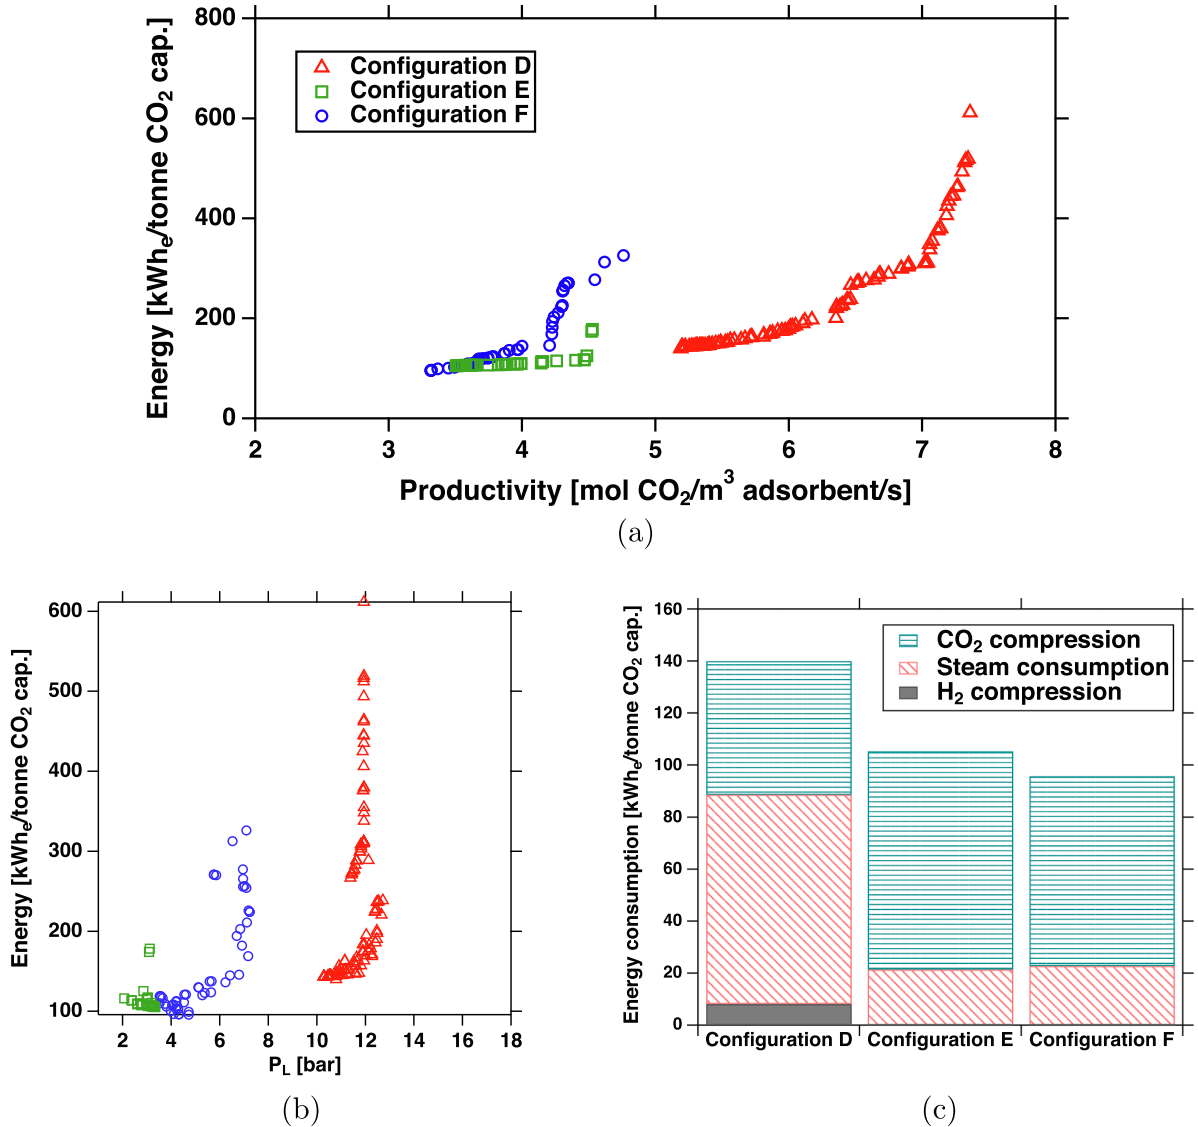 800
600
400
200
0
Energy [kWhe/tonne CO2 cap.]
Configuration D
Configuration E
Configuration F
2 3 4 5 6 7 8
Productivity [mol CO2/m3 adsorbent/s]
(a)
600
500
400
300
200
100
Energy [kWhe/tonne CO2 cap.]
2 4 6 8 10 12 14 16 18
PL [bar]
(b)
160
140
120
100
80
60
40
20
0
Energy consumption [kWhe/tonne CO2 cap.]
CO2 compression
Steam consumption
H2 compression
Configuration D Configuration E Configuration F
(c)